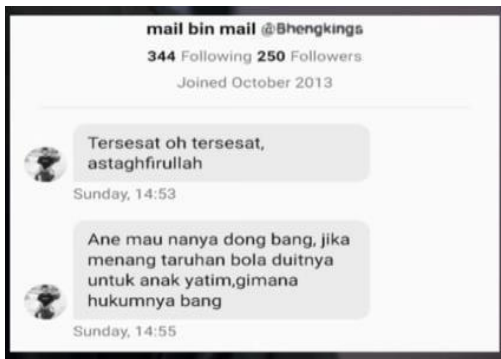 mail bin mail @Bhengkings
344 Following 250 Followers
Joined October 2013
Tersesat oh tersesat,
astaghfirullah
Sunday, 14:53
Ane mau nanya dong bang, jika
menang taruhan bola duitnya
untuk anak yatim,gimana
hukumnya bang
Sunday, 14:55